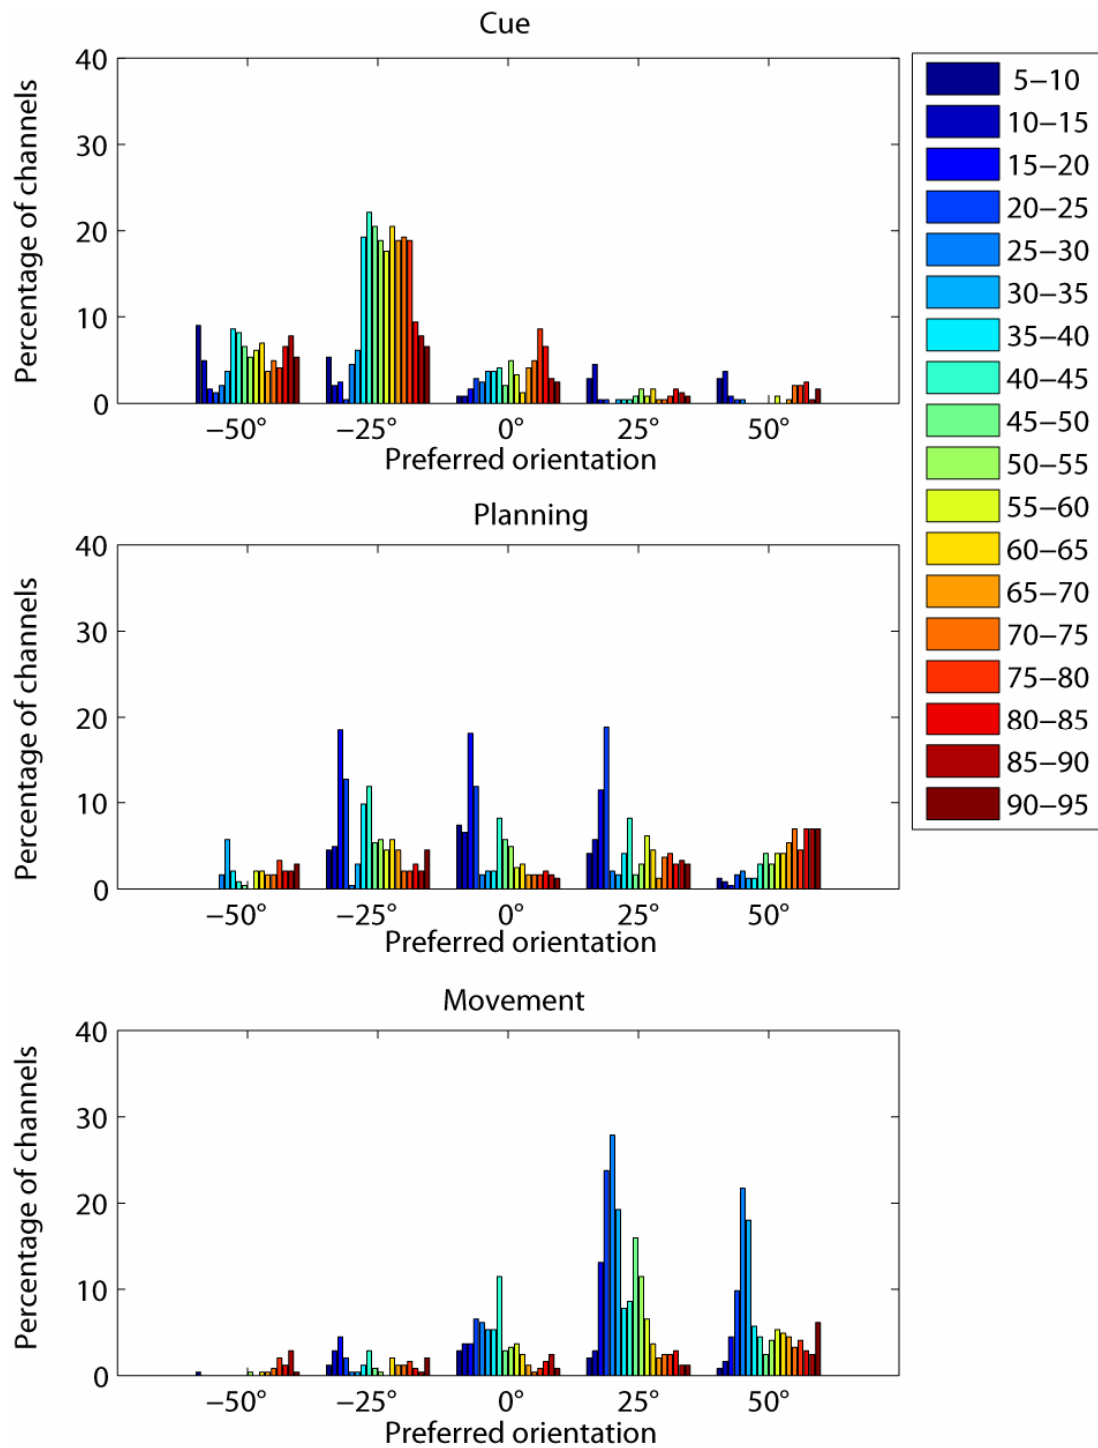 Cue
40
30
20
10
0
Percentage of channels
−50° −25° 0° 25° 50°
Preferred orientation
Planning
40
30
20
10
0
Percentage of channels
−50° −25° 0° 25° 50°
Preferred orientation
Movement
40
30
20
10
0
Percentage of channels
−50° −25° 0° 25° 50°
Preferred orientation
5−10
10−15
15−20
20−25
25−30
30−35
35−40
40−45
45−50
50−55
55−60
60−65
65−70
70−75
75−80
80−85
85−90
90−95